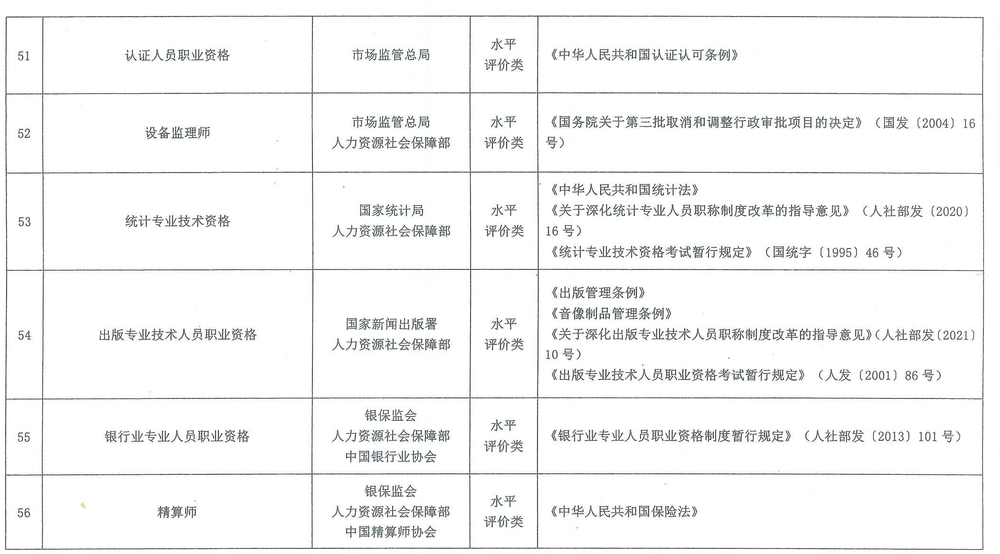 51
认证人员职业资格
市场监管总局
水平
评价类
《中华人民共和国认证认可条例》
52
设备监理师
市场监管总局
人力资源社会保障部
水平
评价类
《国务院关于第三批取消和调整行政审批项目的决定》（国发〔2004〕16
号）
53
统计专业技术资格
国家统计局
人力资源社会保障部
水平
评价类
《中华人民共和国统计法》
《关于深化统计专业人员职称制度改革的指导意见》（人社部发〔2020〕
16 号）
《统计专业技术资格考试暂行规定》（国统字〔1995〕46 号）
54
出版专业技术人员职业资格
国家新闻出版署
人力资源社会保障部
水平
评价类
《出版管理条例》
《音像制品管理条例》
《关于深化出版专业技术人员职称制度改革的指导意见》（人社部发〔2021〕
10 号）
《出版专业技术人员职业资格考试暂行规定》（人发〔2001〕86 号）
55
银行业专业人员职业资格
银保监会
人力资源社会保障部
中国银行业协会
水平
评价类
《银行业专业人员职业资格制度暂行规定》（人社部发〔2013〕101 号）
56
精算师
银保监会
人力资源社会保障部
中国精算师协会
水平
评价类
《中华人民共和国保险法》